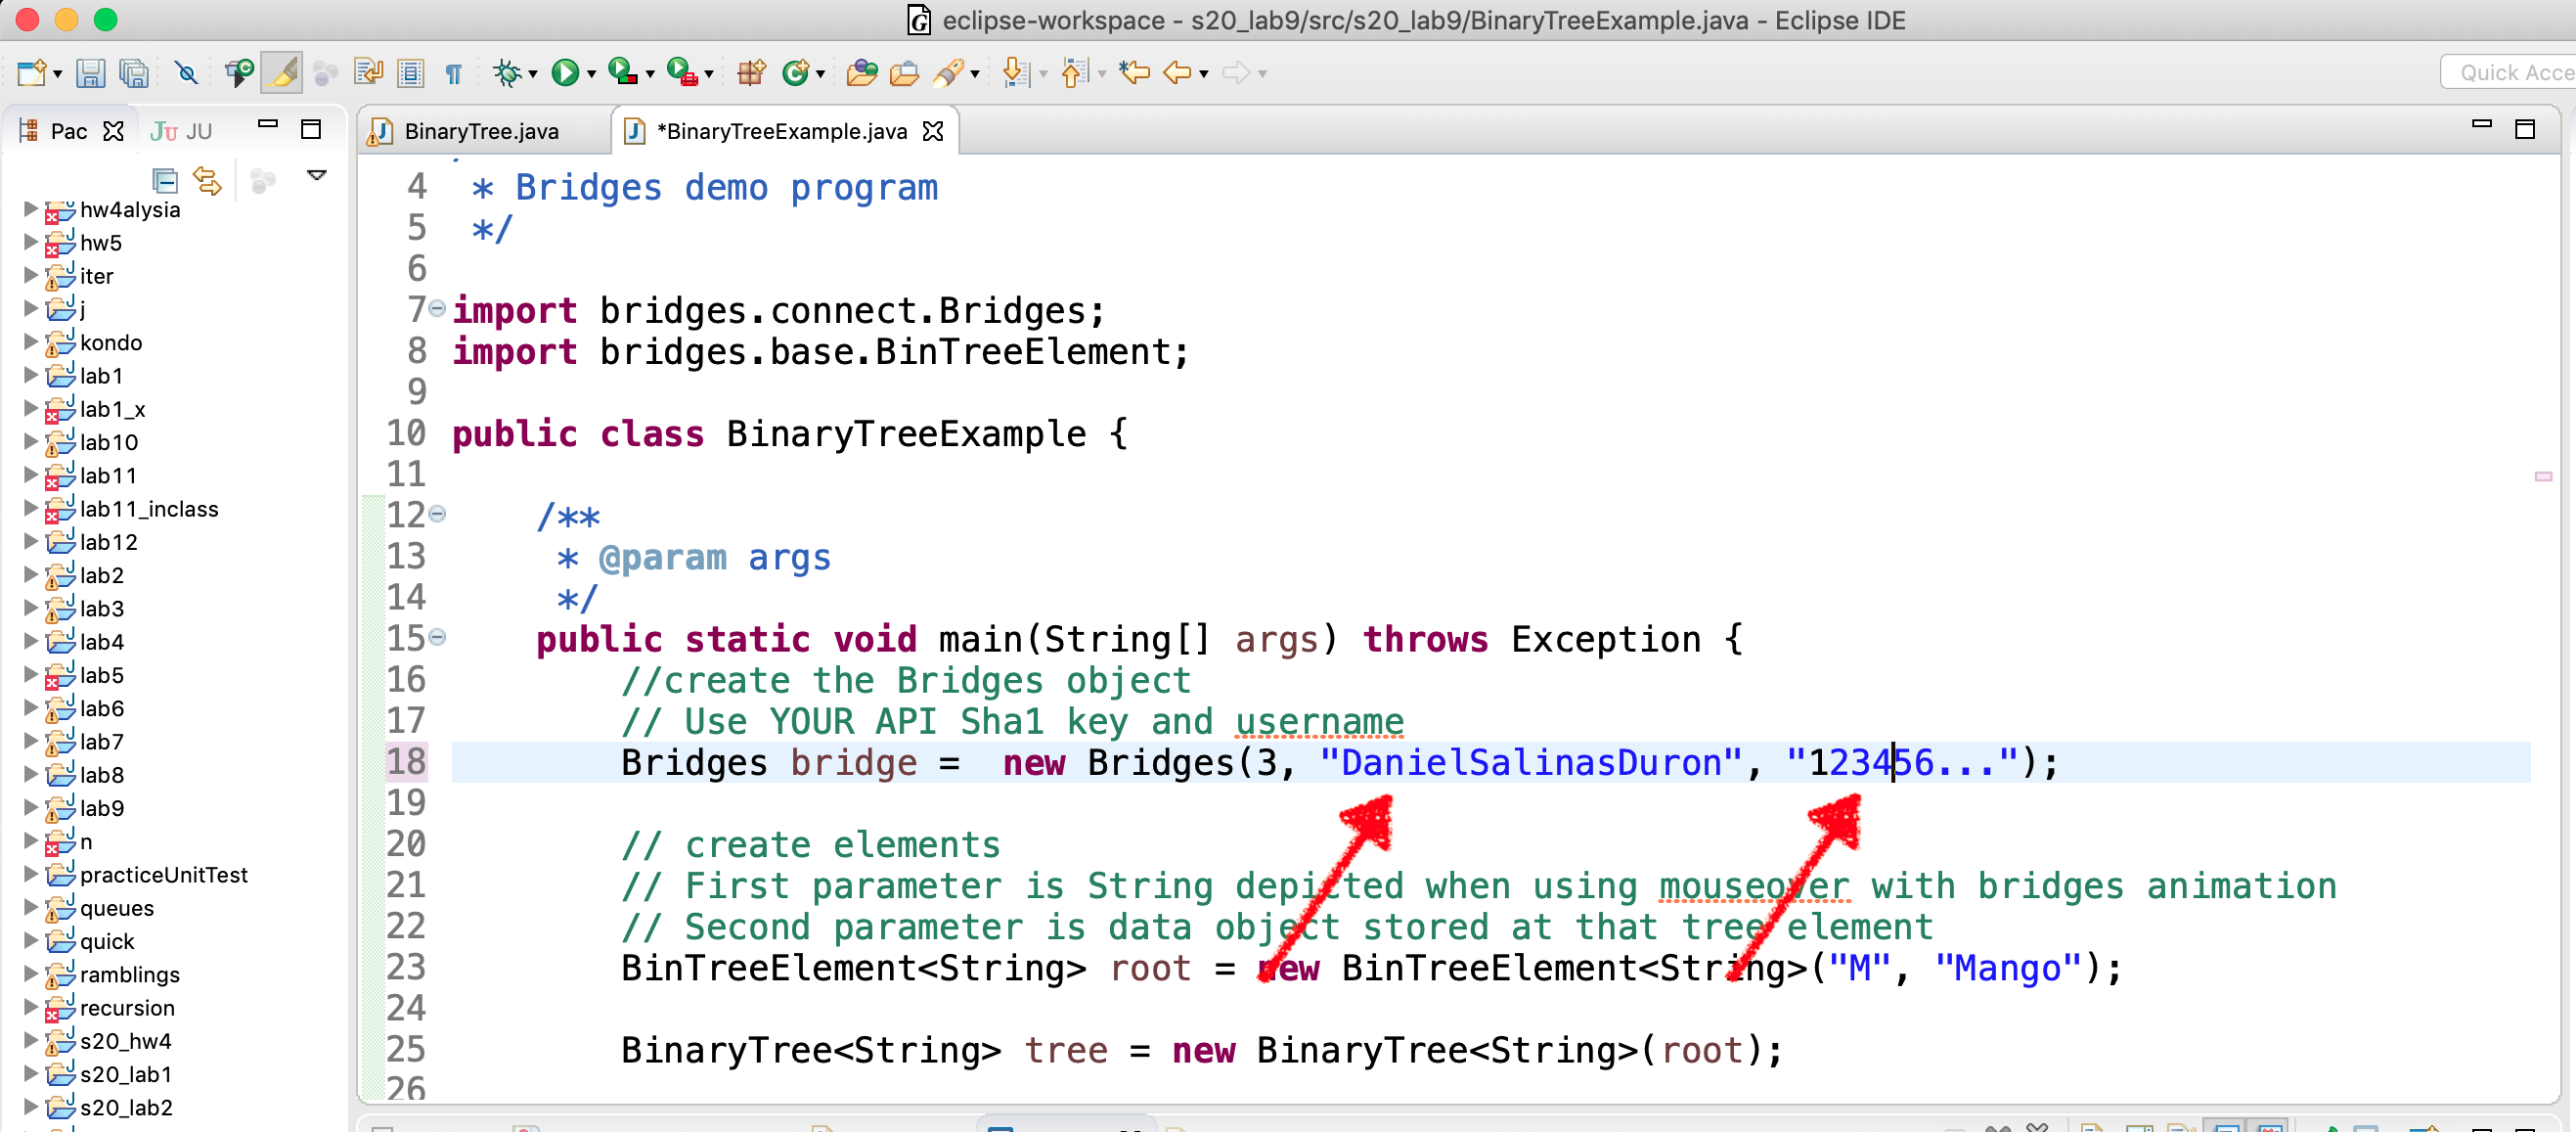 eclipse-workspace - s20_lab9/src/s20_lab9/BinaryTreeExample.java - Eclipse IDE
Quick Acce
Pac
JU JU
BinaryTree.java
*BinaryTreeExample.java
hw4alysia
hw5
iter
j
kondo
lab1
lab1_x
lab10
lab11
lab11_inclass
lab12
lab2
lab3
lab4
lab5
lab6
lab7
lab8
lab9
n
practiceUnitTest
queues
quick
ramblings
recursion
s20_hw4
s20_lab1
s20_lab2
4 * Bridges demo program
5 */
6
7 import bridges.connect.Bridges;
8 import bridges.base.BinTreeElement;
9
10 public class BinaryTreeExample {
11
12 /**
13 * @param args
14 */
15 public static void main(String[] args) throws Exception {
16 //create the Bridges object
17 // Use YOUR API Sha1 key and username
18 Bridges bridge = new Bridges(3, "DanielSalinasDuron", "123456...");
19
20 // create elements
21 // First parameter is String depicted when using mouseover with bridges animation
22 // Second parameter is data object stored at that tree element
23 BinTreeElement<String> root = new BinTreeElement<String>("M", "Mango");
24
25 BinaryTree<String> tree = new BinaryTree<String>(root);
26